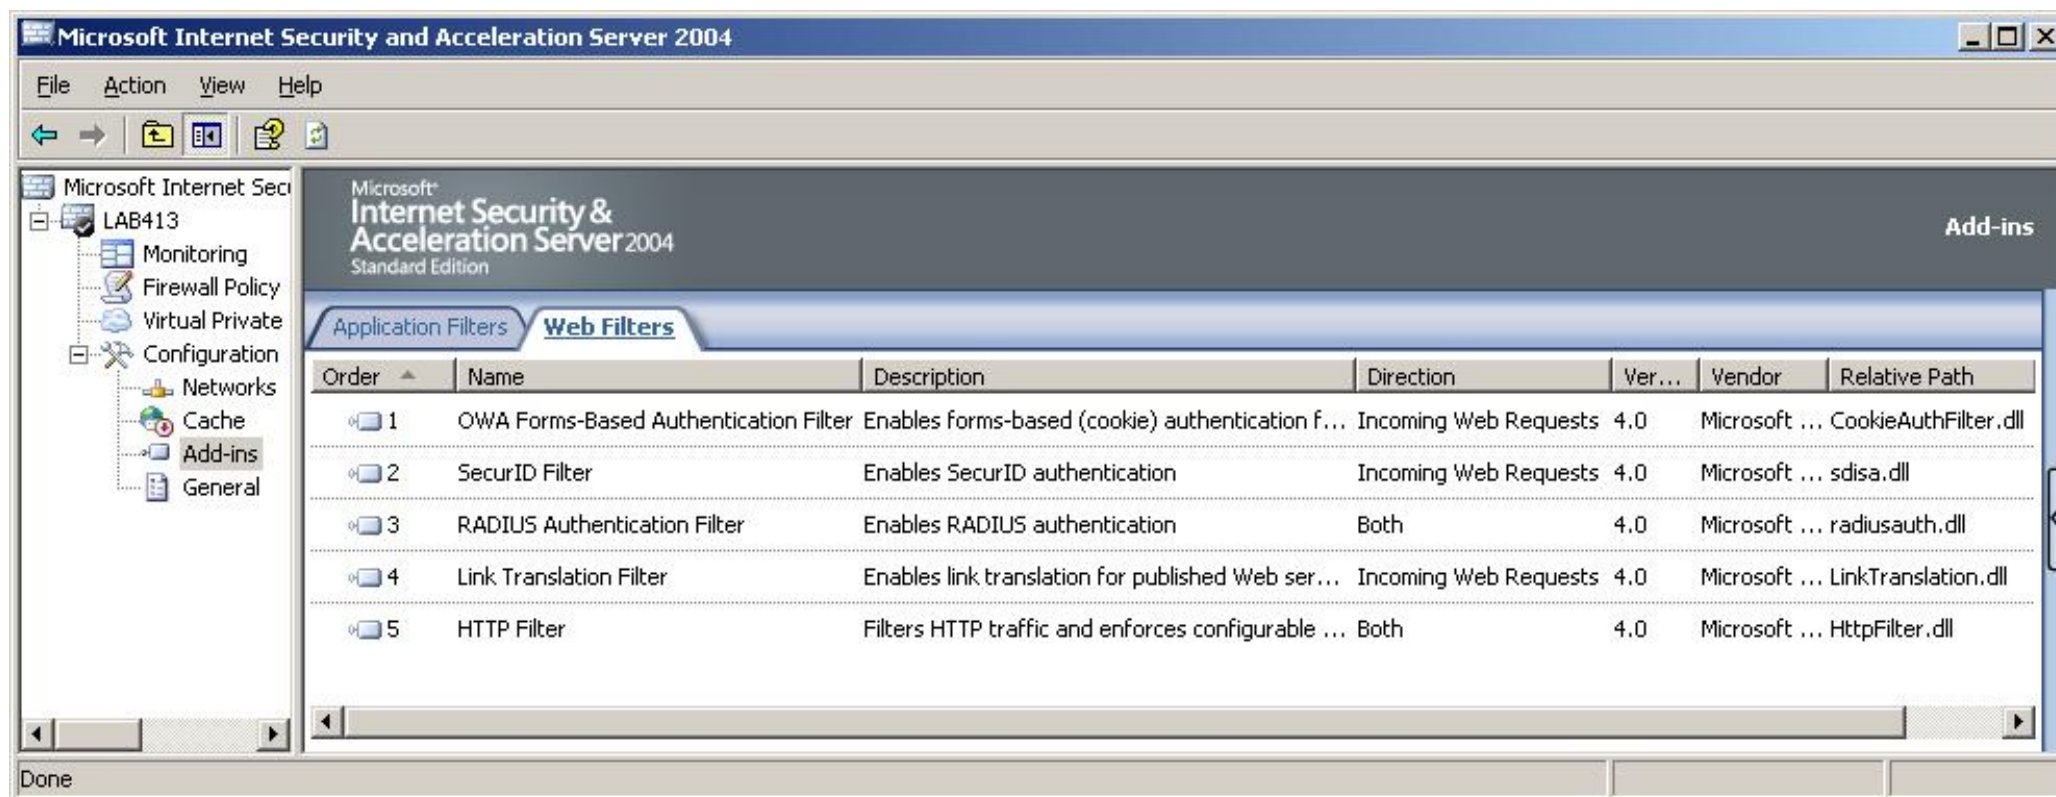 Microsoft Internet Security and Acceleration Server 2004
File Action View Help
Microsoft Internet Secu
LAB413
Monitoring
Firewall Policy
Virtual Private
Configuration
Networks
Cache
Add-ins
General
Microsoft
Internet Security &
Acceleration Server 2004
Standard Edition
Add-ins
Application Filters Web Filters
Order Name Description Direction Ver... Vendor Relative Path
1 OWA Forms-Based Authentication Filter Enables forms-based (cookie) authentication f... Incoming Web Requests 4.0 Microsoft ... CookieAuthFilter.dll
2 SecurID Filter Enables SecurID authentication Incoming Web Requests 4.0 Microsoft ... sdisa.dll
3 RADIUS Authentication Filter Enables RADIUS authentication Both 4.0 Microsoft ... radiusauth.dll
4 Link Translation Filter Enables link translation for published Web ser... Incoming Web Requests 4.0 Microsoft ... LinkTranslation.dll
5 HTTP Filter Filters HTTP traffic and enforces configurable ... Both 4.0 Microsoft ... HttpFilter.dll
Done